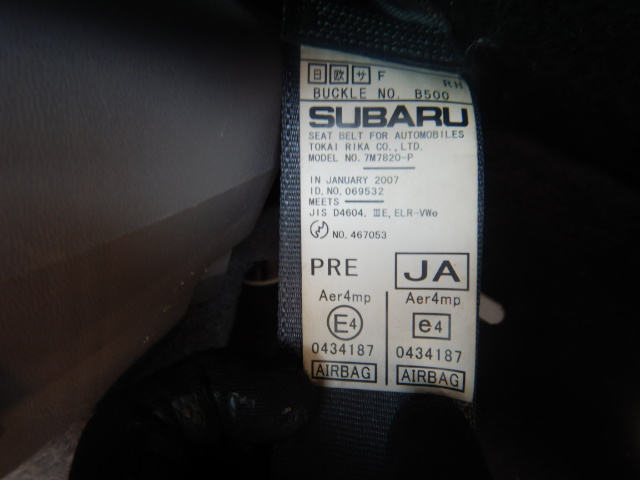 日 欧 サ F RH
BUCKLE NO. B500
SUBARU
SEAT BELT FOR AUTOMOBILES
TOKAI RIKA CO., LTD.
MODEL NO. 7M7820-P
IN JANUARY 2007
ID, NO. 069532
MEETS
JIS D4604, ⅢE, ELR-VWe
NO. 467053
PRE JA
Aer4mp Aer4mp
E4 e4
0434187 0434187
AIRBAG AIRBAG